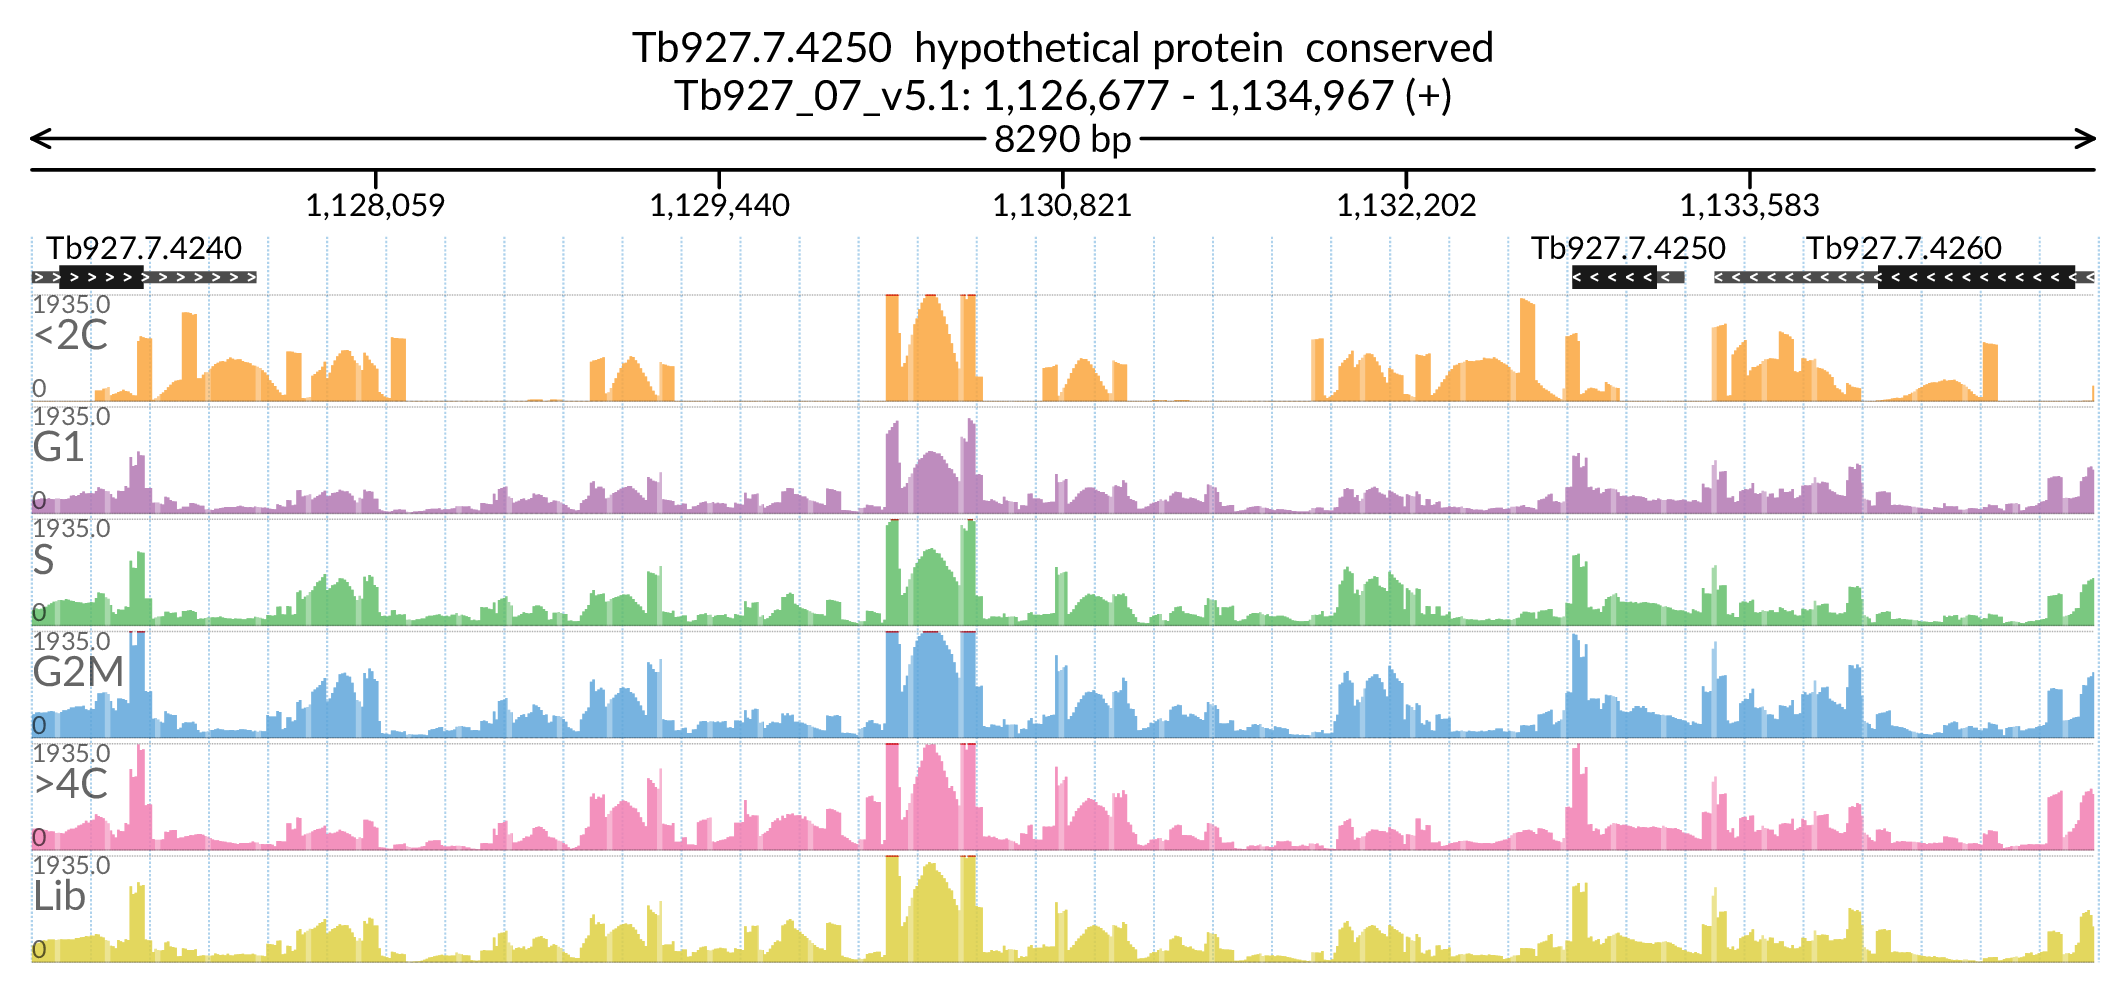 Tb927.7.4250 hypothetical protein conserved
Tb927_07_v5.1: 1,126,677 - 1,134,967 (+)
8290 bp
1,128,059 1,129,440 1,130,821 1,132,202 1,133,583
Tb927.7.4240 Tb927.7.4250 Tb927.7.4260
1935.0
<2C
0
1935.0
G1
0
1935.0
S
0
1935.0
G2M
0
1935.0
>4C
0
1935.0
Lib
0